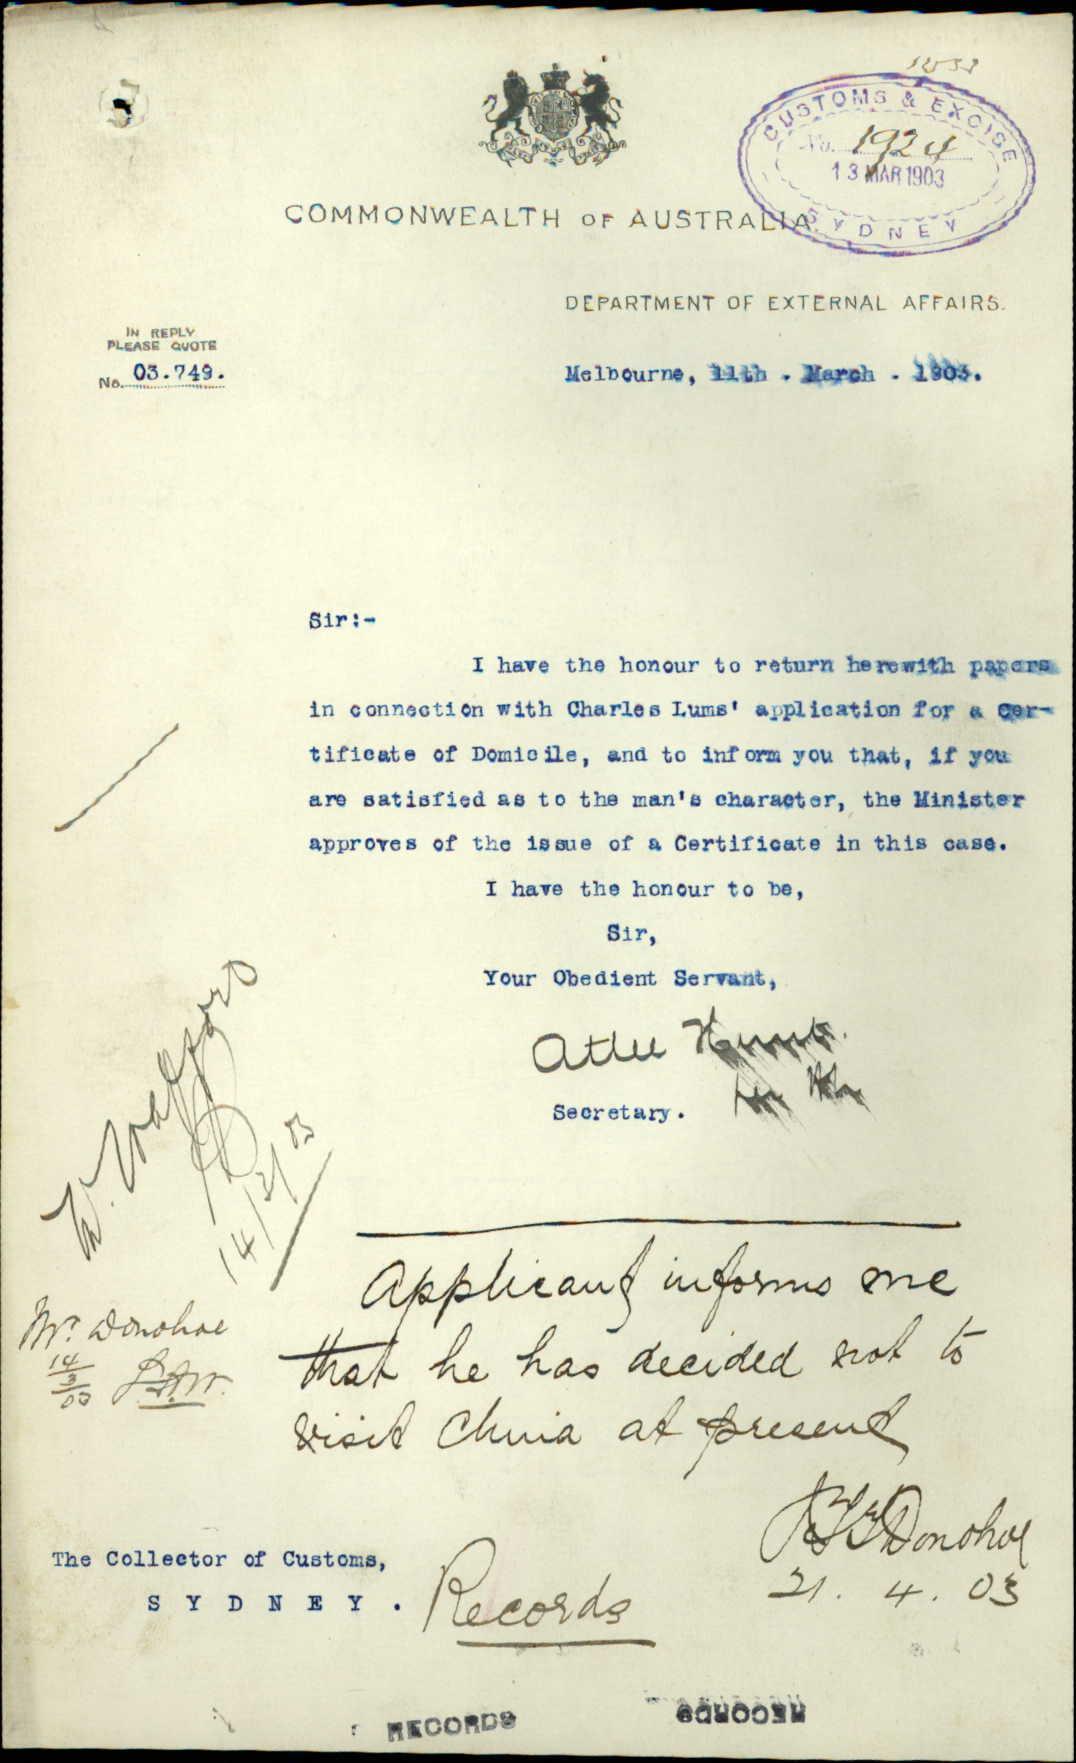 CUSTOMS & EXCISE
No. 1924
13 MAR 1903
SYDNEY
COMMONWEALTH OF AUSTRALIA.
DEPARTMENT OF EXTERNAL AFFAIRS.
IN REPLY
PLEASE QUOTE
No. 03.749.
Melbourne, 11th . March . 1903.
Sir:-
I have the honour to return herewith papers
in connection with Charles Lums' application for a Cer-
tificate of Domicile, and to inform you that, if you
are satisfied as to the man's character, the Minister
approves of the issue of a Certificate in this case.
I have the honour to be,
Sir,
Your Obedient Servant,
Atlee Hunt.
Secretary.
14/3/03
Applicant informs me
that he has decided not to
visit China at present
Donohoe
21. 4. 03
Mr. Donohoe
14
3
03
The Collector of Customs,
SYDNEY.
Records
RECORDS
RECORDS